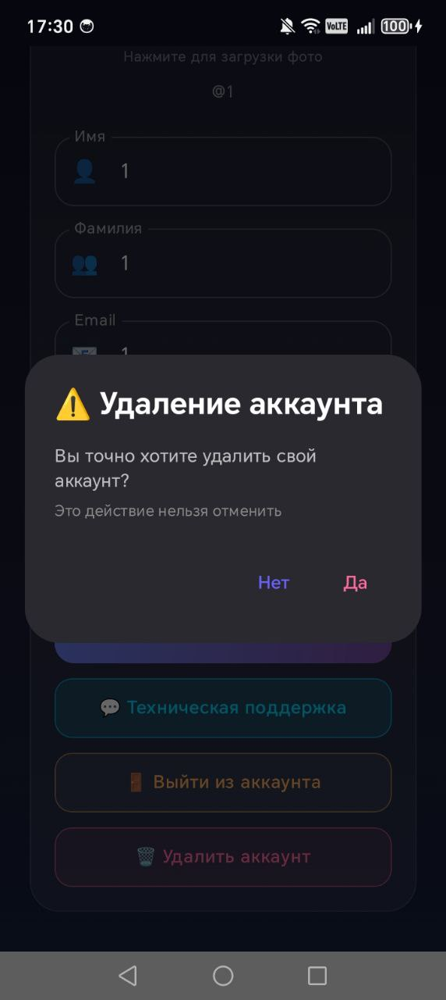 17:30
VoLTE
100
Нажмите для загрузки фото
@1
Имя
1
Фамилия
1
Email
1
⚠️ Удаление аккаунта
Вы точно хотите удалить свой
аккаунт?
Это действие нельзя отменить
Нет
Да
💬 Техническая поддержка
🚪 Выйти из аккаунта
🗑️ Удалить аккаунт